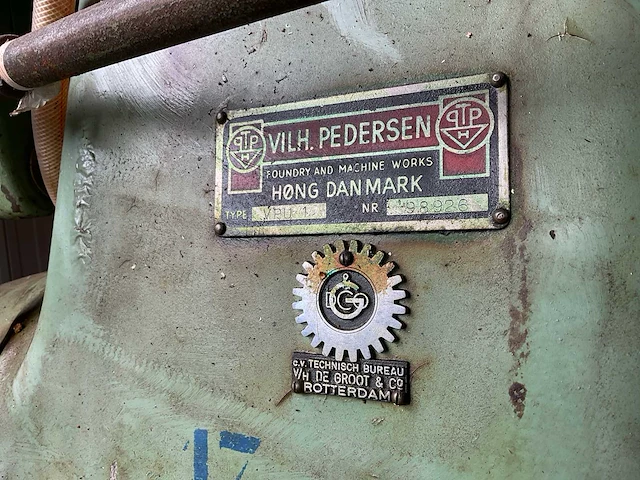 VILH. PEDERSEN
FOUNDRY AND MACHINE WORKS
HØNG DANMARK
TYPE NR 98926
DGG
C.V. TECHNISCH BUREAU
V/H DE GROOT & Co
ROTTERDAM
17